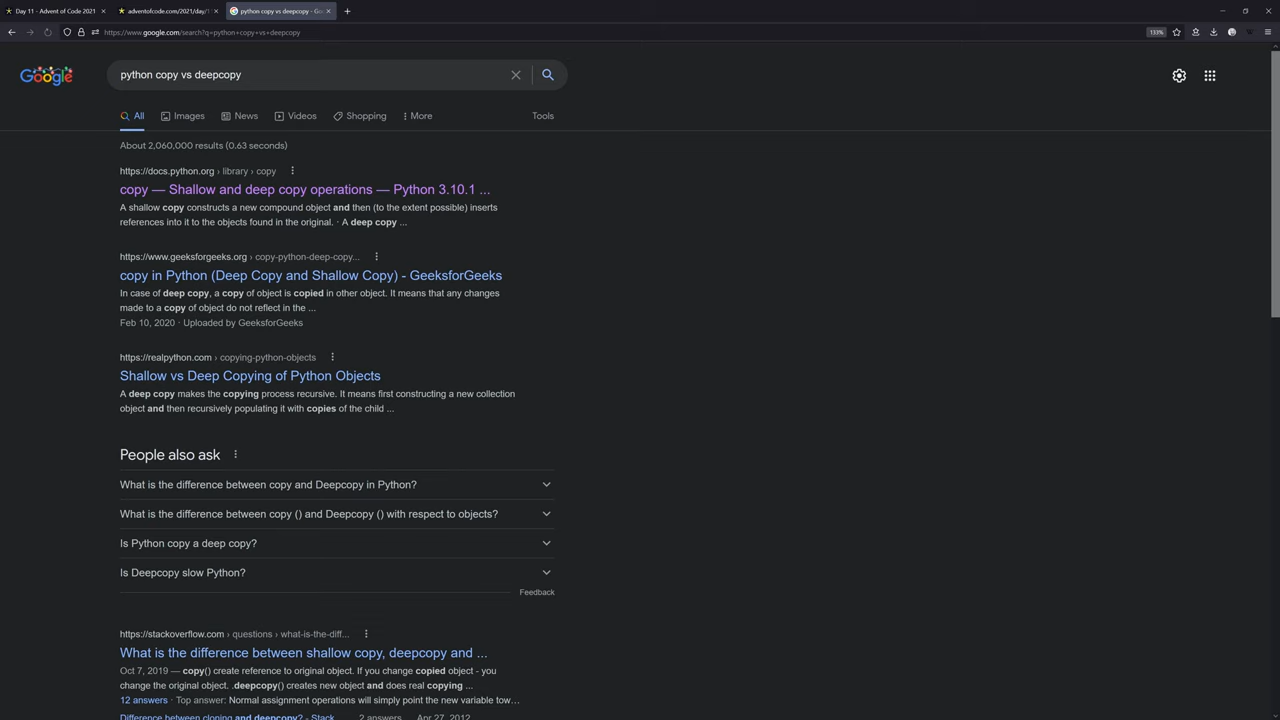 Day 11 - Advent of Code 2021
adventofcode.com/2021/day/1
python copy vs deepcopy - Go
https://www.google.com/search?q=python+copy+vs+deepcopy
133%
Google
python copy vs deepcopy
All
Images
News
Videos
Shopping
More
Tools
About 2,060,000 results (0.63 seconds)
https://docs.python.org › library › copy
copy — Shallow and deep copy operations — Python 3.10.1 ...
A shallow copy constructs a new compound object and then (to the extent possible) inserts
references into it to the objects found in the original. · A deep copy ...
https://www.geeksforgeeks.org › copy-python-deep-copy...
copy in Python (Deep Copy and Shallow Copy) - GeeksforGeeks
In case of deep copy, a copy of object is copied in other object. It means that any changes
made to a copy of object do not reflect in the ...
Feb 10, 2020 · Uploaded by GeeksforGeeks
https://realpython.com › copying-python-objects
Shallow vs Deep Copying of Python Objects
A deep copy makes the copying process recursive. It means first constructing a new collection
object and then recursively populating it with copies of the child ...
People also ask
What is the difference between copy and Deepcopy in Python?
What is the difference between copy () and Deepcopy () with respect to objects?
Is Python copy a deep copy?
Is Deepcopy slow Python?
Feedback
https://stackoverflow.com › questions › what-is-the-diff...
What is the difference between shallow copy, deepcopy and ...
Oct 7, 2019 — copy() create reference to original object. If you change copied object - you
change the original object. .deepcopy() creates new object and does real copying ...
12 answers · Top answer: Normal assignment operations will simply point the new variable tow...
Difference between cloning and deepcopy? - Stack
2 answers
Apr 27, 2012